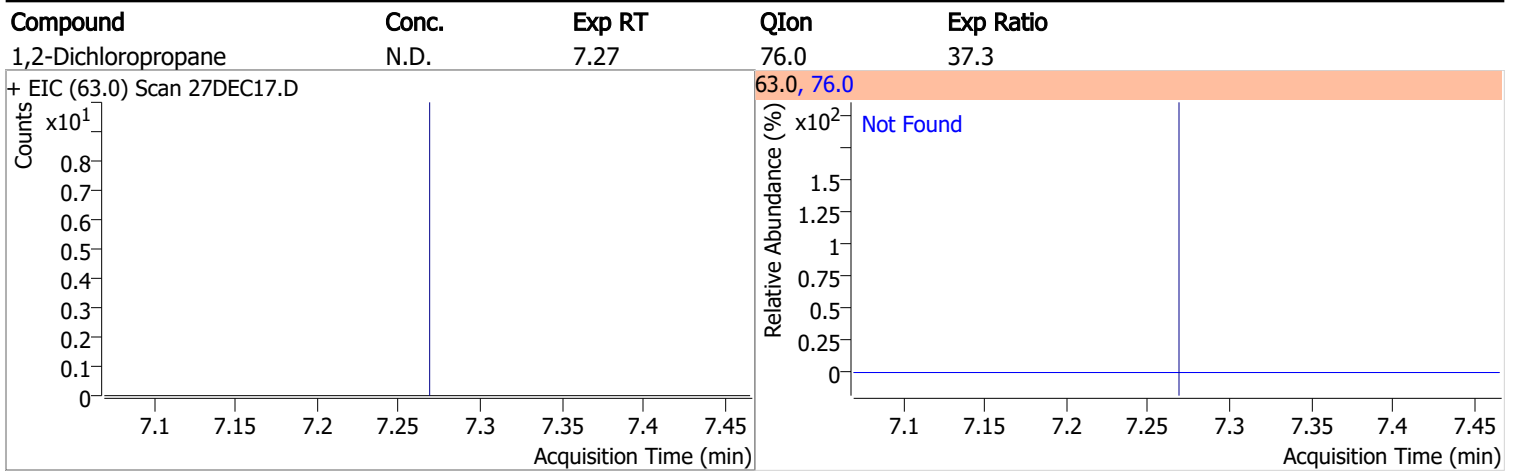 Compound Conc. Exp RT QIon Exp Ratio
1,2-Dichloropropane N.D. 7.27 76.0 37.3
+ EIC (63.0) Scan 27DEC17.D
Counts
x10¹
0.8
0.7
0.6
0.5
0.4
0.3
0.2
0.1
0
7.1 7.15 7.2 7.25 7.3 7.35 7.4 7.45
Acquisition Time (min)
63.0, 76.0
Relative Abundance (%)
x10²
Not Found
1.5
1.25
1
0.75
0.5
0.25
0
7.1 7.15 7.2 7.25 7.3 7.35 7.4 7.45
Acquisition Time (min)